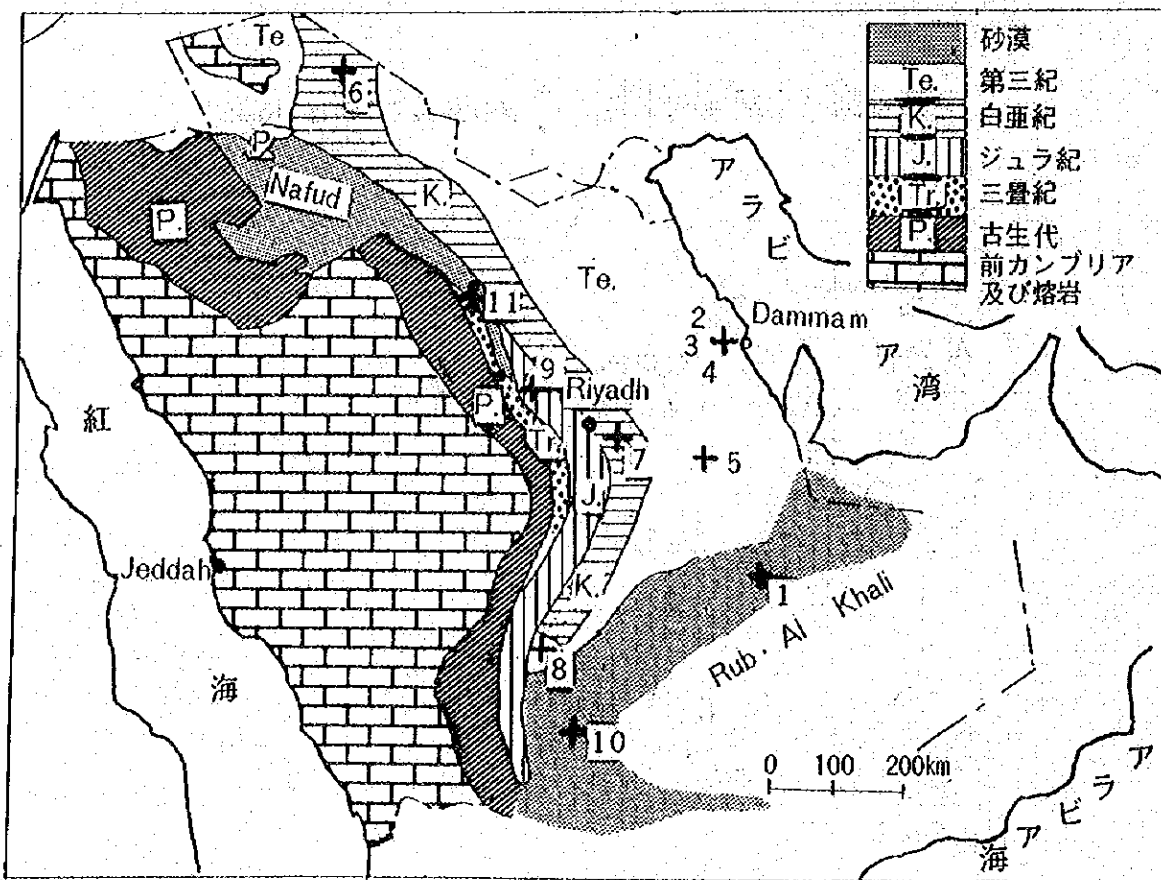 Te
6
P.
Nafud
K.
P.
Te.
11
9
Riyadh
P.
Tr.
7
J.
K.
2
3
4
Dammam
5
1
Rub・Al Khali
8
10
Jeddah
紅海
アラビア湾
アラビア海
0 100 200km
砂漠
Te. 第三紀
K. 白亜紀
J. ジュラ紀
Tr. 三畳紀
P. 古生代
前カンブリア
及び熔岩